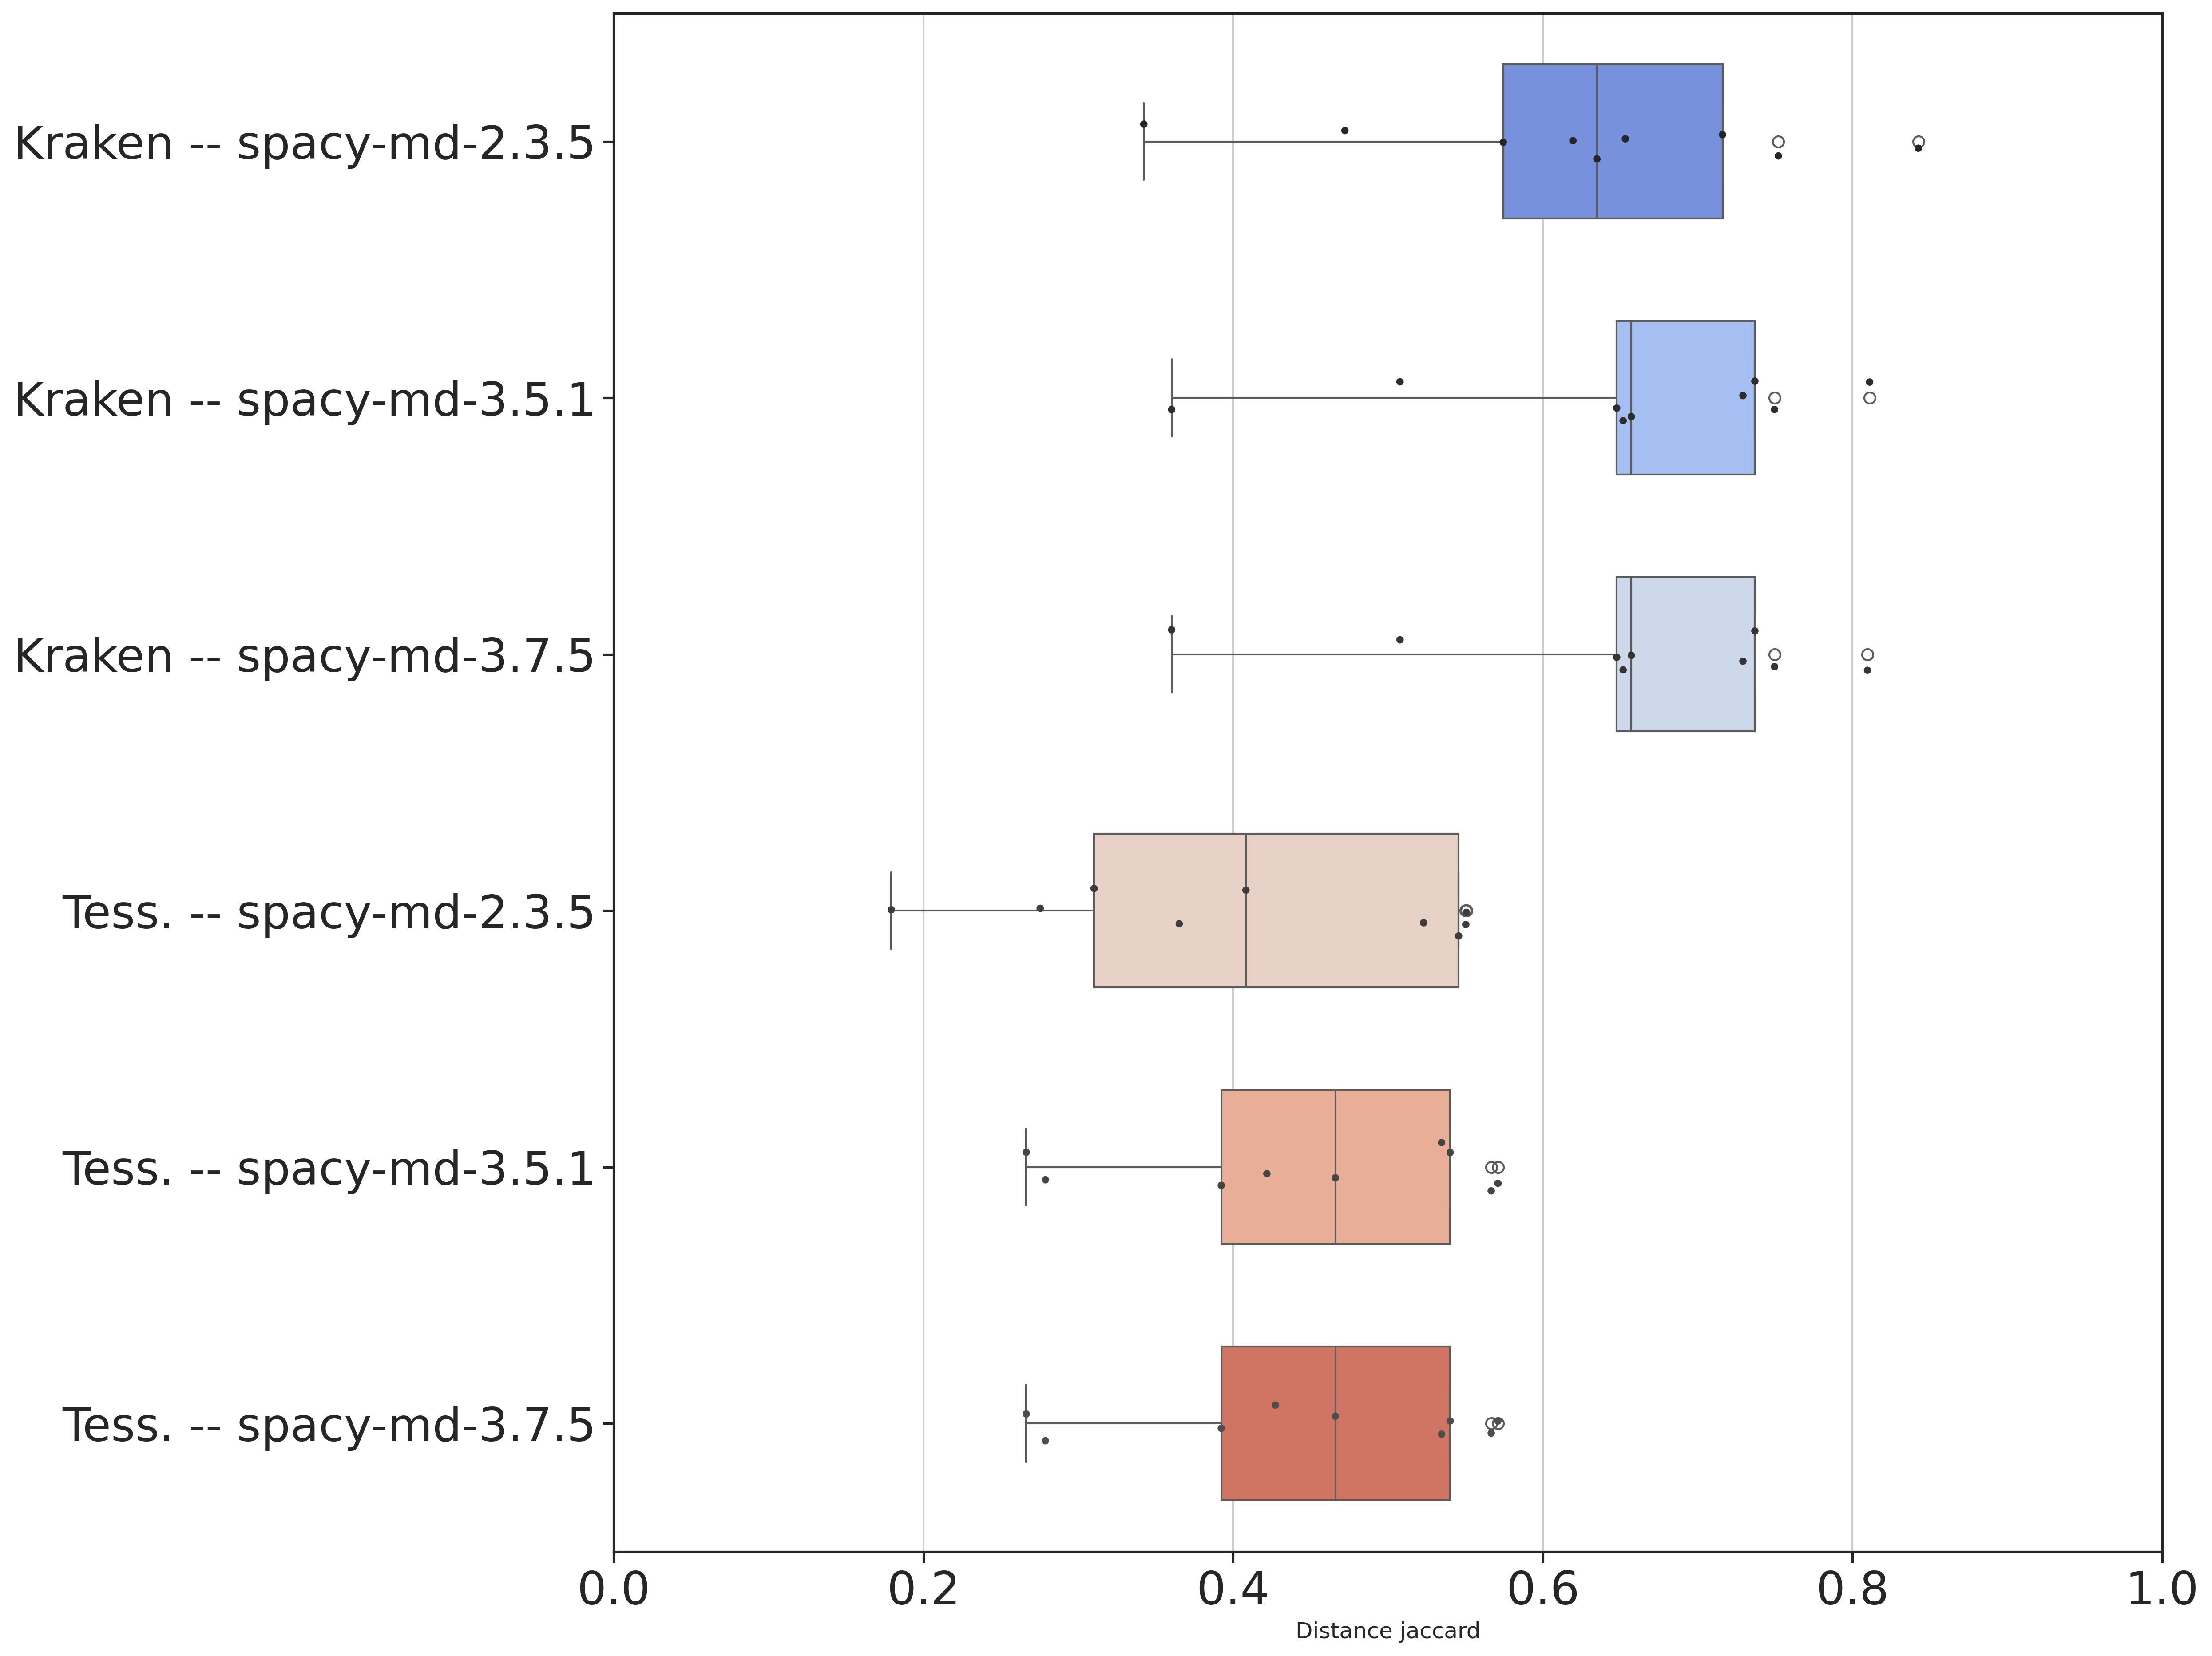 Kraken -- spacy-md-2.3.5
Kraken -- spacy-md-3.5.1
Kraken -- spacy-md-3.7.5
Tess. -- spacy-md-2.3.5
Tess. -- spacy-md-3.5.1
Tess. -- spacy-md-3.7.5
0.0 0.2 0.4 0.6 0.8 1.0
Distance jaccard